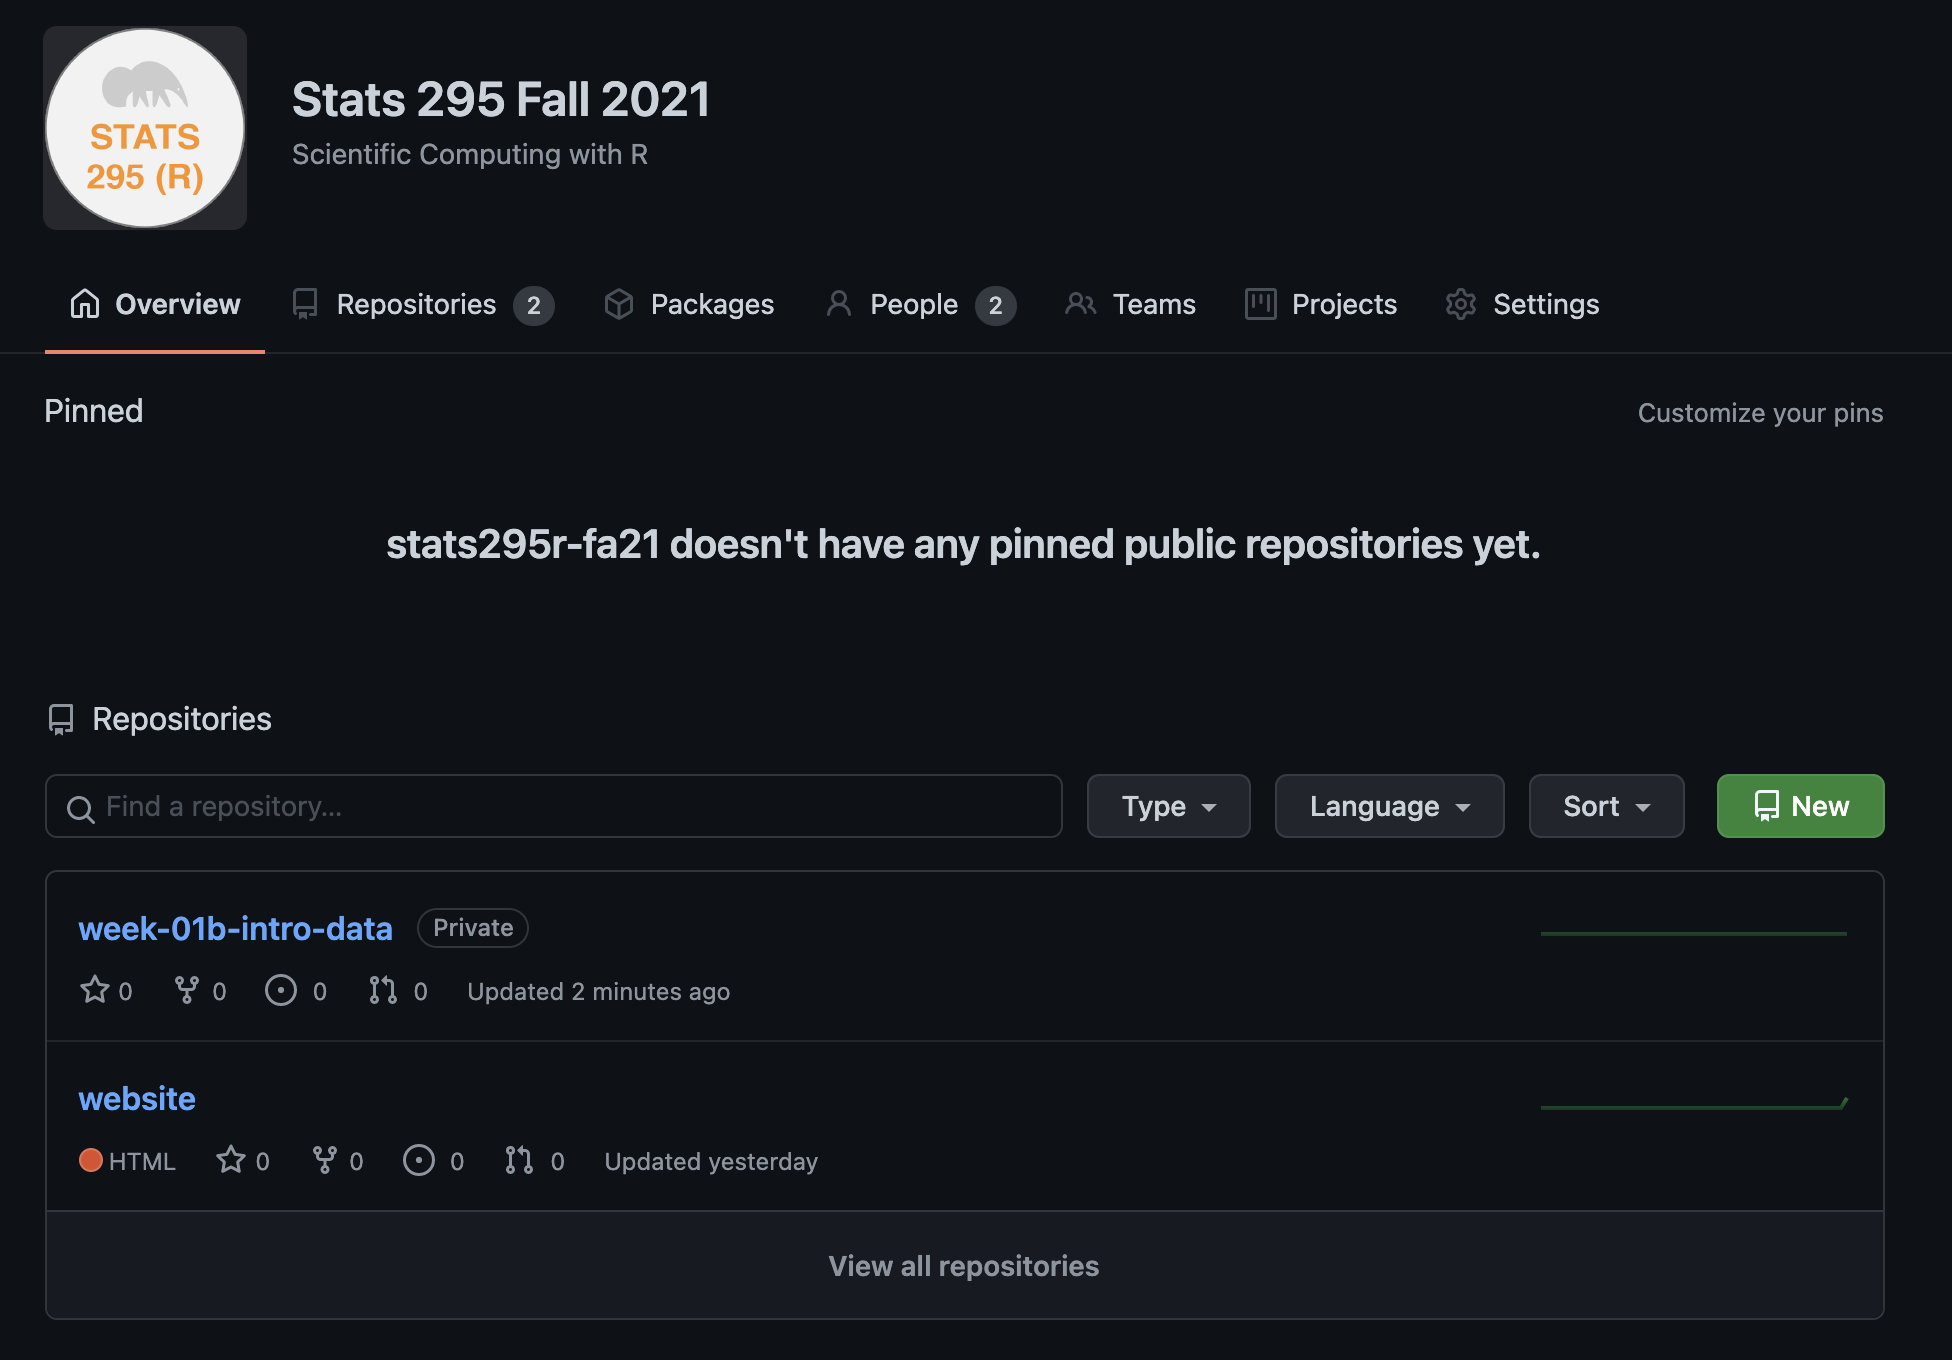 STATS
295 (R)
Stats 295 Fall 2021
Scientific Computing with R
Overview Repositories 2 Packages People 2 Teams Projects Settings
Pinned Customize your pins
stats295r-fa21 doesn't have any pinned public repositories yet.
Repositories
Find a repository... Type Language Sort New
week-01b-intro-data Private
0 0 0 0 Updated 2 minutes ago
website
HTML 0 0 0 0 Updated yesterday
View all repositories